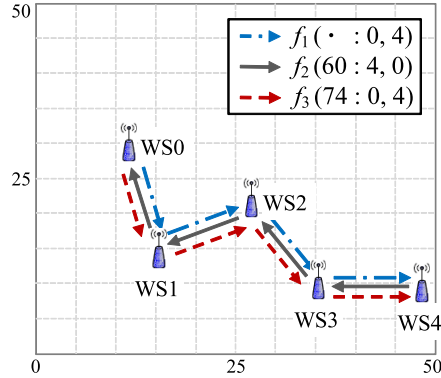 50
f₁(· : 0, 4)
f₂(60 : 4, 0)
f₃(74 : 0, 4)
WS0
25
WS2
WS1
WS3
WS4
0
25
50